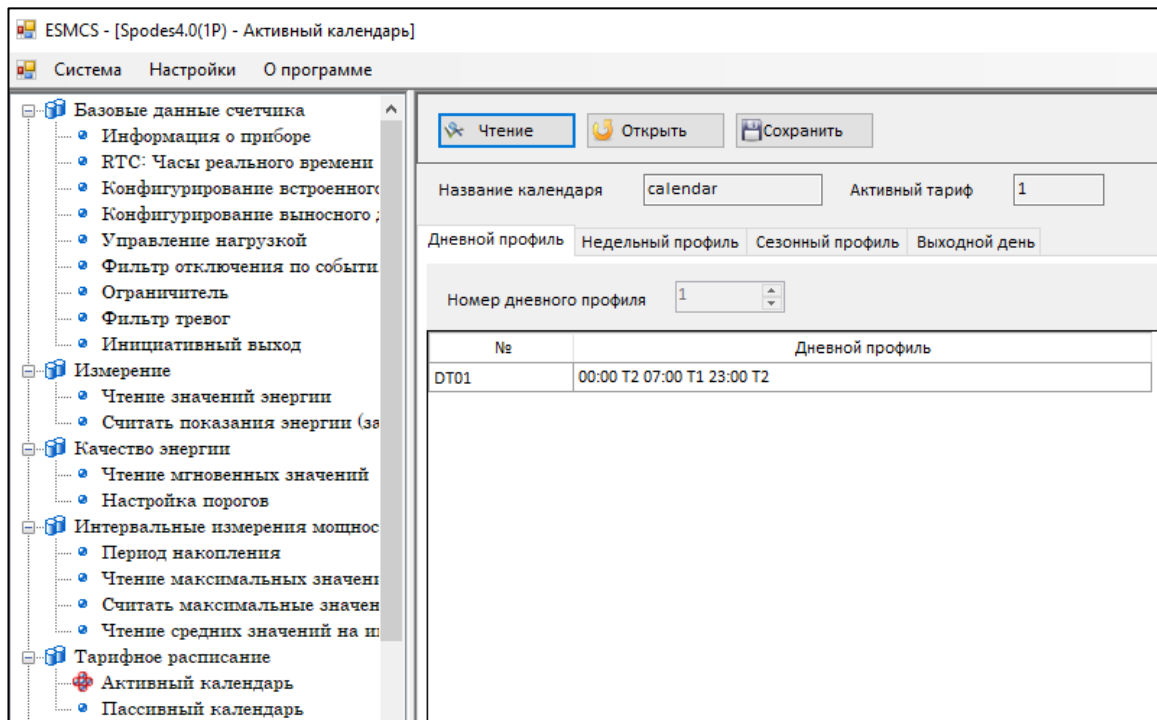 ESMCS - [Spodes4.0(1P) - Активный календарь]
Система Настройки О программе
Базовые данные счетчика
Информация о приборе
RTC: Часы реального времени
Конфигурирование встроенного
Конфигурирование выносного
Управление нагрузкой
Фильтр отключения по событи
Ограничитель
Фильтр тревог
Инициативный выход
Измерение
Чтение значений энергии
Считать показания энергии (за
Качество энергии
Чтение мгновенных значений
Настройка порогов
Интервальные измерения мощнос
Период накопления
Чтение максимальных значени
Считать максимальные значен
Чтение средних значений на и
Тарифное расписание
Активный календарь
Пассивный календарь
Чтение Открыть Сохранить
Название календаря calendar Активный тариф 1
Дневной профиль Недельный профиль Сезонный профиль Выходной день
Номер дневного профиля 1
№ Дневной профиль
DT01 00:00 T2 07:00 T1 23:00 T2